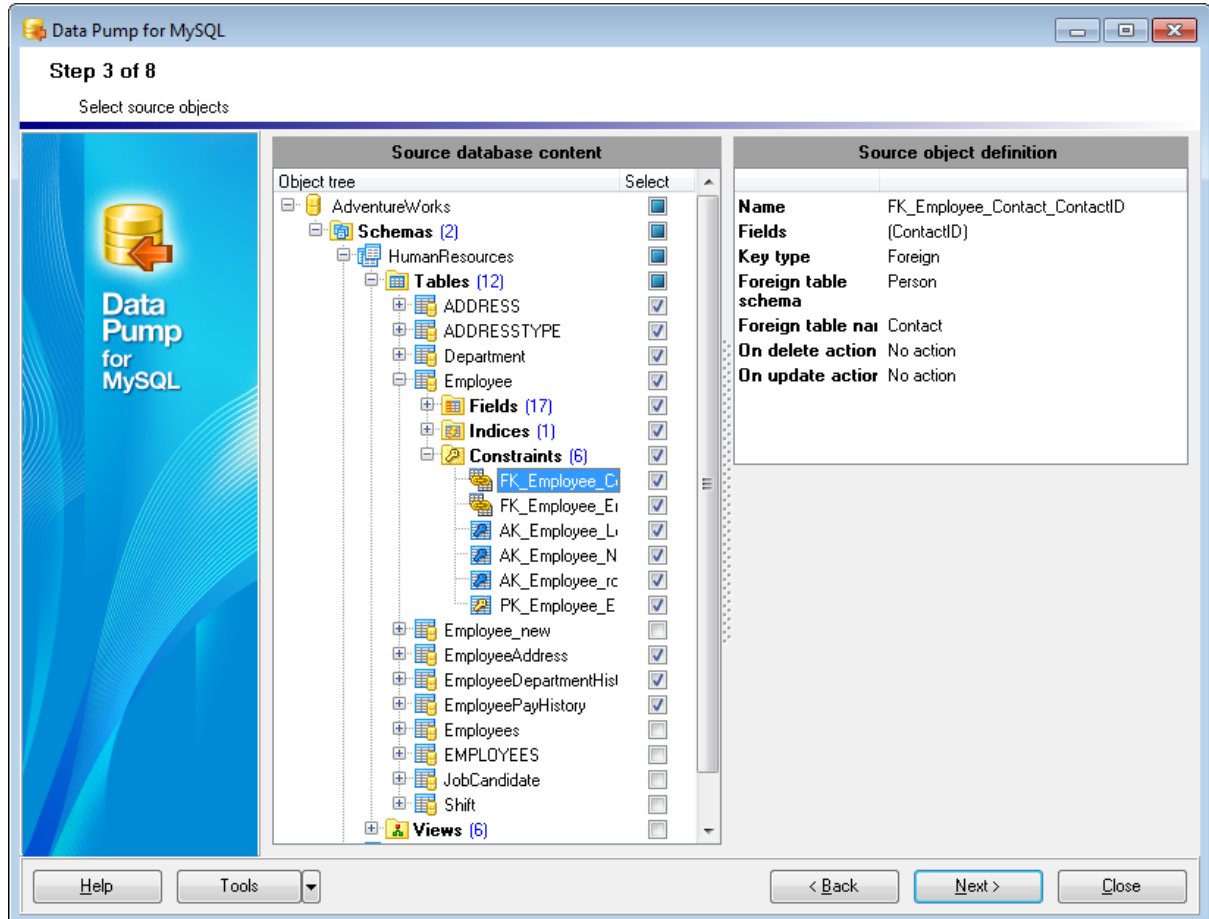 Data Pump for MySQL
Step 3 of 8
Select source objects
Data
Pump
for
MySQL
Source database content
Object tree Select
AdventureWorks
Schemas (2)
HumanResources
Tables (12)
ADDRESS
ADDRESSTYPE
Department
Employee
Fields (17)
Indices (1)
Constraints (6)
FK_Employee_C
FK_Employee_E
AK_Employee_L
AK_Employee_N
AK_Employee_rc
PK_Employee_E
Employee_new
EmployeeAddress
EmployeeDepartmentHist
EmployeePayHistory
Employees
EMPLOYEES
JobCandidate
Shift
Views (6)
Source object definition
Name FK_Employee_Contact_ContactID
Fields (ContactID)
Key type Foreign
Foreign table Person
schema
Foreign table nar Contact
On delete action No action
On update actior No action
Help Tools < Back Next > Close